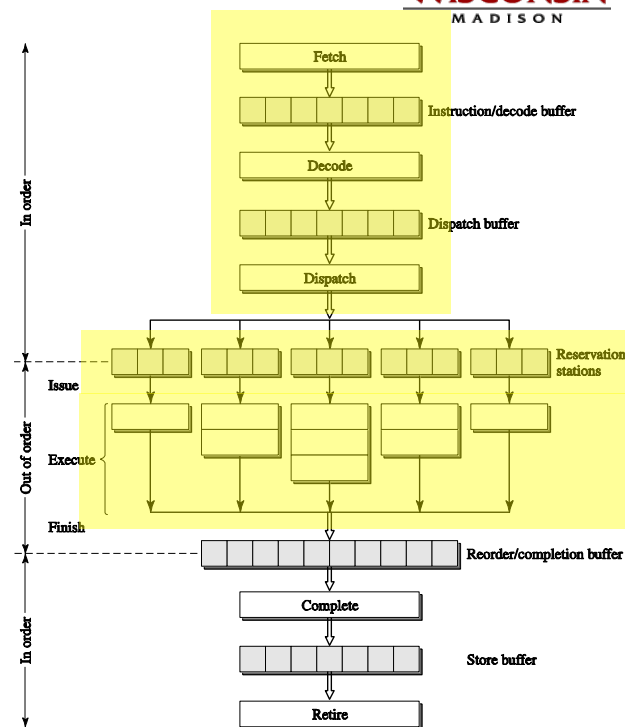 WISCONSIN
MADISON
Fetch
Instruction/decode buffer
Decode
In order
Dispatch buffer
Dispatch
Reservation
stations
Issue
Out of order
Execute
Finish
Reorder/completion buffer
Complete
In order
Store buffer
Retire